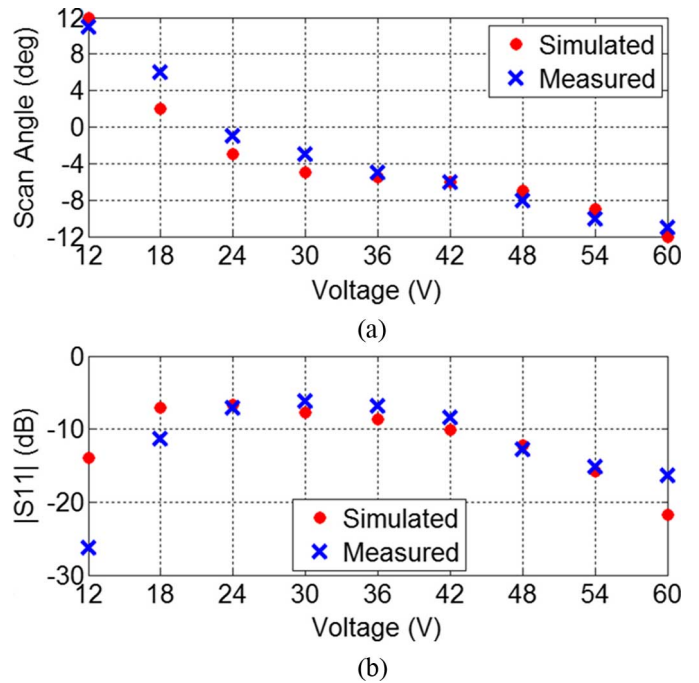 12
8
4
0
-4
-8
-12
Scan Angle (deg)
Simulated
Measured
12 18 24 30 36 42 48 54 60
Voltage (V)
(a)
0
-10
-20
-30
|S11| (dB)
Simulated
Measured
12 18 24 30 36 42 48 54 60
Voltage (V)
(b)